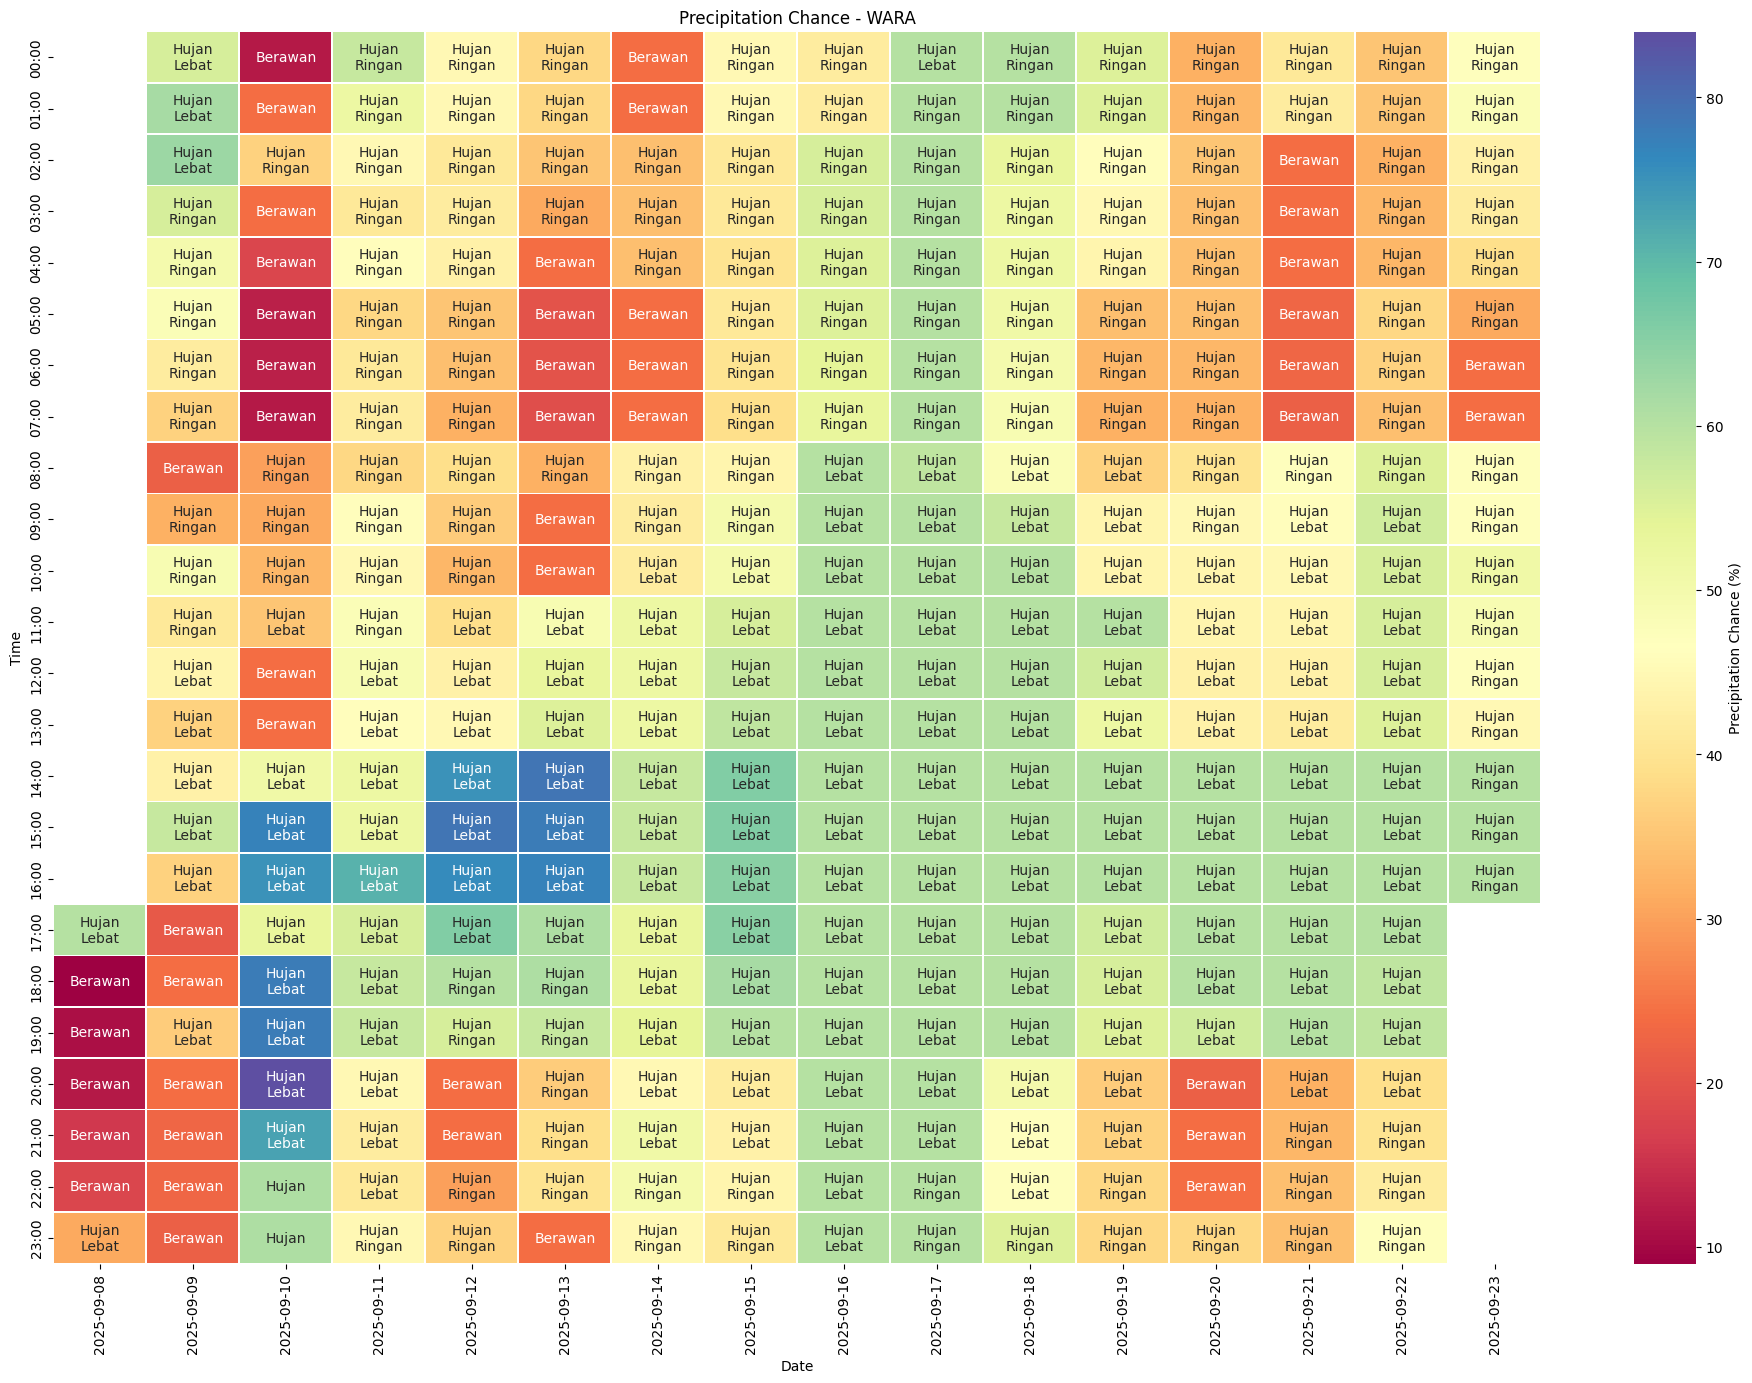 Precipitation Chance - WARA
00:00 Hujan Lebat Berawan Hujan Ringan Hujan Ringan Hujan Ringan Berawan Hujan Ringan Hujan Ringan Hujan Lebat Hujan Ringan Hujan Ringan Hujan Ringan Hujan Ringan Hujan Ringan Hujan Ringan
01:00 Hujan Lebat Berawan Hujan Ringan Hujan Ringan Hujan Ringan Berawan Hujan Ringan Hujan Ringan Hujan Ringan Hujan Ringan Hujan Ringan Hujan Ringan Hujan Ringan Hujan Ringan Hujan Ringan
02:00 Hujan Lebat Hujan Ringan Hujan Ringan Hujan Ringan Hujan Ringan Hujan Ringan Hujan Ringan Hujan Ringan Hujan Ringan Hujan Ringan Hujan Ringan Hujan Ringan Berawan Hujan Ringan Hujan Ringan
03:00 Hujan Ringan Berawan Hujan Ringan Hujan Ringan Hujan Ringan Hujan Ringan Hujan Ringan Hujan Ringan Hujan Ringan Hujan Ringan Hujan Ringan Hujan Ringan Berawan Hujan Ringan Hujan Ringan
04:00 Hujan Ringan Berawan Hujan Ringan Hujan Ringan Berawan Hujan Ringan Hujan Ringan Hujan Ringan Hujan Ringan Hujan Ringan Hujan Ringan Hujan Ringan Berawan Hujan Ringan Hujan Ringan
05:00 Hujan Ringan Berawan Hujan Ringan Hujan Ringan Berawan Berawan Hujan Ringan Hujan Ringan Hujan Ringan Hujan Ringan Hujan Ringan Hujan Ringan Berawan Hujan Ringan Hujan Ringan
06:00 Hujan Ringan Berawan Hujan Ringan Hujan Ringan Berawan Berawan Hujan Ringan Hujan Ringan Hujan Ringan Hujan Ringan Hujan Ringan Hujan Ringan Berawan Hujan Ringan Berawan
07:00 Hujan Ringan Berawan Hujan Ringan Hujan Ringan Berawan Berawan Hujan Ringan Hujan Ringan Hujan Ringan Hujan Ringan Hujan Ringan Hujan Ringan Berawan Hujan Ringan Berawan
08:00 Berawan Hujan Ringan Hujan Ringan Hujan Ringan Hujan Ringan Hujan Ringan Hujan Ringan Hujan Lebat Hujan Lebat Hujan Lebat Hujan Lebat Hujan Ringan Hujan Ringan Hujan Ringan Hujan Ringan
09:00 Hujan Ringan Hujan Ringan Hujan Ringan Hujan Ringan Berawan Hujan Ringan Hujan Ringan Hujan Lebat Hujan Lebat Hujan Lebat Hujan Lebat Hujan Ringan Hujan Lebat Hujan Lebat Hujan Ringan
10:00 Hujan Ringan Hujan Ringan Hujan Ringan Hujan Ringan Berawan Hujan Lebat Hujan Lebat Hujan Lebat Hujan Lebat Hujan Lebat Hujan Lebat Hujan Lebat Hujan Lebat Hujan Lebat Hujan Ringan
11:00 Hujan Ringan Hujan Lebat Hujan Ringan Hujan Lebat Hujan Lebat Hujan Lebat Hujan Lebat Hujan Lebat Hujan Lebat Hujan Lebat Hujan Lebat Hujan Lebat Hujan Lebat Hujan Lebat Hujan Ringan
12:00 Hujan Lebat Berawan Hujan Lebat Hujan Lebat Hujan Lebat Hujan Lebat Hujan Lebat Hujan Lebat Hujan Lebat Hujan Lebat Hujan Lebat Hujan Lebat Hujan Lebat Hujan Lebat Hujan Ringan
13:00 Hujan Lebat Berawan Hujan Lebat Hujan Lebat Hujan Lebat Hujan Lebat Hujan Lebat Hujan Lebat Hujan Lebat Hujan Lebat Hujan Lebat Hujan Lebat Hujan Lebat Hujan Lebat Hujan Ringan
14:00 Hujan Lebat Hujan Lebat Hujan Lebat Hujan Lebat Hujan Lebat Hujan Lebat Hujan Lebat Hujan Lebat Hujan Lebat Hujan Lebat Hujan Lebat Hujan Lebat Hujan Lebat Hujan Lebat Hujan Ringan
15:00 Hujan Lebat Hujan Lebat Hujan Lebat Hujan Lebat Hujan Lebat Hujan Lebat Hujan Lebat Hujan Lebat Hujan Lebat Hujan Lebat Hujan Lebat Hujan Lebat Hujan Lebat Hujan Lebat Hujan Ringan
16:00 Hujan Lebat Hujan Lebat Hujan Lebat Hujan Lebat Hujan Lebat Hujan Lebat Hujan Lebat Hujan Lebat Hujan Lebat Hujan Lebat Hujan Lebat Hujan Lebat Hujan Lebat Hujan Lebat Hujan Ringan
17:00 Hujan Lebat Berawan Hujan Lebat Hujan Lebat Hujan Lebat Hujan Lebat Hujan Lebat Hujan Lebat Hujan Lebat Hujan Lebat Hujan Lebat Hujan Lebat Hujan Lebat Hujan Lebat Hujan Lebat
18:00 Berawan Berawan Hujan Lebat Hujan Lebat Hujan Ringan Hujan Ringan Hujan Lebat Hujan Lebat Hujan Lebat Hujan Lebat Hujan Lebat Hujan Lebat Hujan Lebat Hujan Lebat Hujan Lebat
19:00 Berawan Hujan Lebat Hujan Lebat Hujan Lebat Hujan Ringan Hujan Ringan Hujan Lebat Hujan Lebat Hujan Lebat Hujan Lebat Hujan Lebat Hujan Lebat Hujan Lebat Hujan Lebat Hujan Lebat
20:00 Berawan Berawan Hujan Lebat Hujan Lebat Berawan Hujan Ringan Hujan Lebat Hujan Lebat Hujan Lebat Hujan Lebat Hujan Lebat Hujan Lebat Berawan Hujan Lebat Hujan Lebat
21:00 Berawan Berawan Hujan Lebat Hujan Lebat Berawan Hujan Ringan Hujan Lebat Hujan Lebat Hujan Lebat Hujan Lebat Hujan Lebat Hujan Lebat Berawan Hujan Ringan Hujan Ringan
22:00 Berawan Berawan Hujan Hujan Lebat Hujan Ringan Hujan Ringan Hujan Ringan Hujan Ringan Hujan Lebat Hujan Ringan Hujan Lebat Hujan Ringan Berawan Hujan Ringan Hujan Ringan
23:00 Hujan Lebat Berawan Hujan Hujan Ringan Hujan Ringan Berawan Hujan Ringan Hujan Ringan Hujan Lebat Hujan Ringan Hujan Ringan Hujan Ringan Hujan Ringan Hujan Ringan Hujan Ringan
Time
2025-09-08 2025-09-09 2025-09-10 2025-09-11 2025-09-12 2025-09-13 2025-09-14 2025-09-15 2025-09-16 2025-09-17 2025-09-18 2025-09-19 2025-09-20 2025-09-21 2025-09-22 2025-09-23
Date
80
70
60
50
40
30
20
10
Precipitation Chance (%)